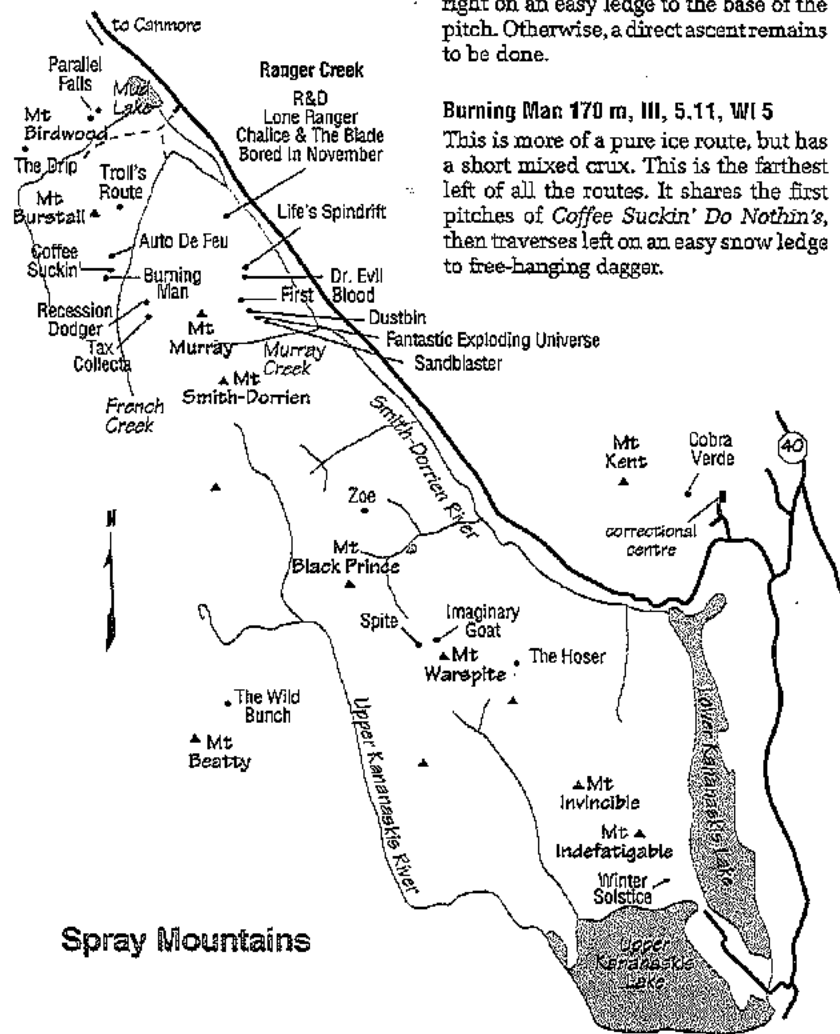 right on an easy ledge to the base of the
pitch. Otherwise, a direct ascent remains
to be done.
Burning Man 170 m, III, 5.11, WI 5
This is more of a pure ice route, but has
a short mixed crux. This is the farthest
left of all the routes. It shares the first
pitches of Coffee Suckin' Do Nothin's,
then traverses left on an easy snow ledge
to free-hanging dagger.
to Canmore
Parallel
Falls
Mud
Lake
Mt
Birdwood
The Drip
Ranger Creek
R&D
Lone Ranger
Chalice & The Blade
Bored In November
Troll's
Route
Mt
Burstall
Life's Spindrift
Auto De Feu
Coffee
Suckin'
Burning
Man
Dr. Evil
First Blood
Recession
Dodger
Dustbin
Mt
Murray
Fantastic Exploding Universe
Tax
Collecta
Murray
Creek
Sandblaster
Mt
Smith-Dorrien
French
Creek
Smith-Dorrien River
Mt
Kent
Cobra
Verde
40
correctional
centre
N
Zoe
Mt
Black Prince
Spite
Imaginary
Goat
Mt
Warspite
The Hoser
The Wild
Bunch
Mt
Beatty
Upper Kananaskis River
Lower Kananaskis Lake
Mt
Invincible
Mt
Indefatigable
Winter
Solstice
Upper
Kananaskis
Lake
Spray Mountains